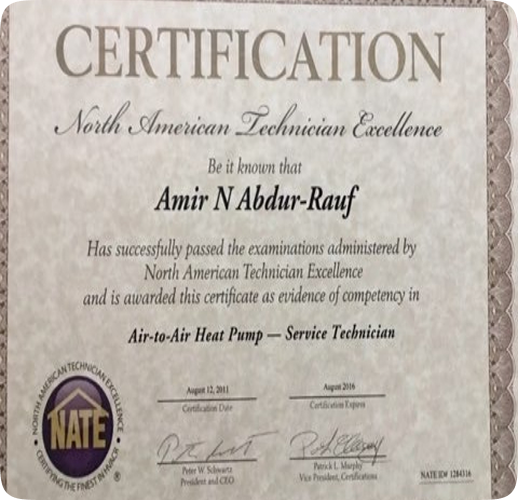 CERTIFICATION
North American Technician Excellence
Be it known that
Amir N Abdur-Rauf
Has successfully passed the examinations administered by
North American Technician Excellence
and is awarded this certificate as evidence of competency in
Air-to-Air Heat Pump — Service Technician
August 12, 2011
Certification Date
August 2016
Certification Expires
Peter W. Schwartz
President and CEO
Patrick L. Murphy
Vice President, Certifications
NORTH AMERICAN TECHNICIAN EXCELLENCE
NATE
CERTIFYING THE FINEST IN HVACR
®
NATE ID# 1284316